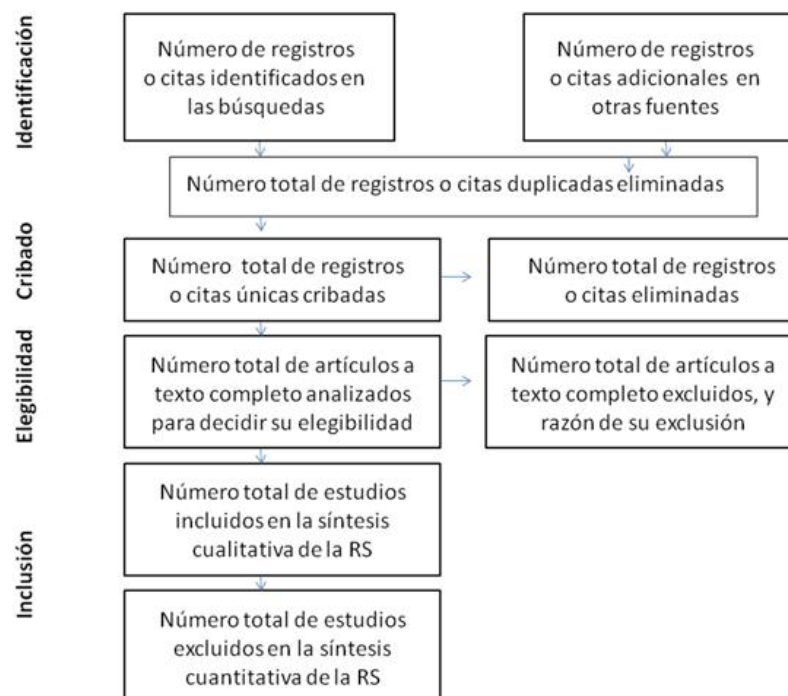 Identificación
Número de registros
o citas identificados en
las búsquedas
Número de registros
o citas adicionales en
otras fuentes
Número total de registros o citas duplicadas eliminadas
Cribado
Número total de registros
o citas únicas cribadas
Número total de registros
o citas eliminadas
Elegibilidad
Número total de artículos a
texto completo analizados
para decidir su elegibilidad
Número total de artículos a
texto completo excluidos, y
razón de su exclusión
Inclusión
Número total de estudios
incluidos en la síntesis
cualitativa de la RS
Número total de estudios
excluidos en la síntesis
cuantitativa de la RS